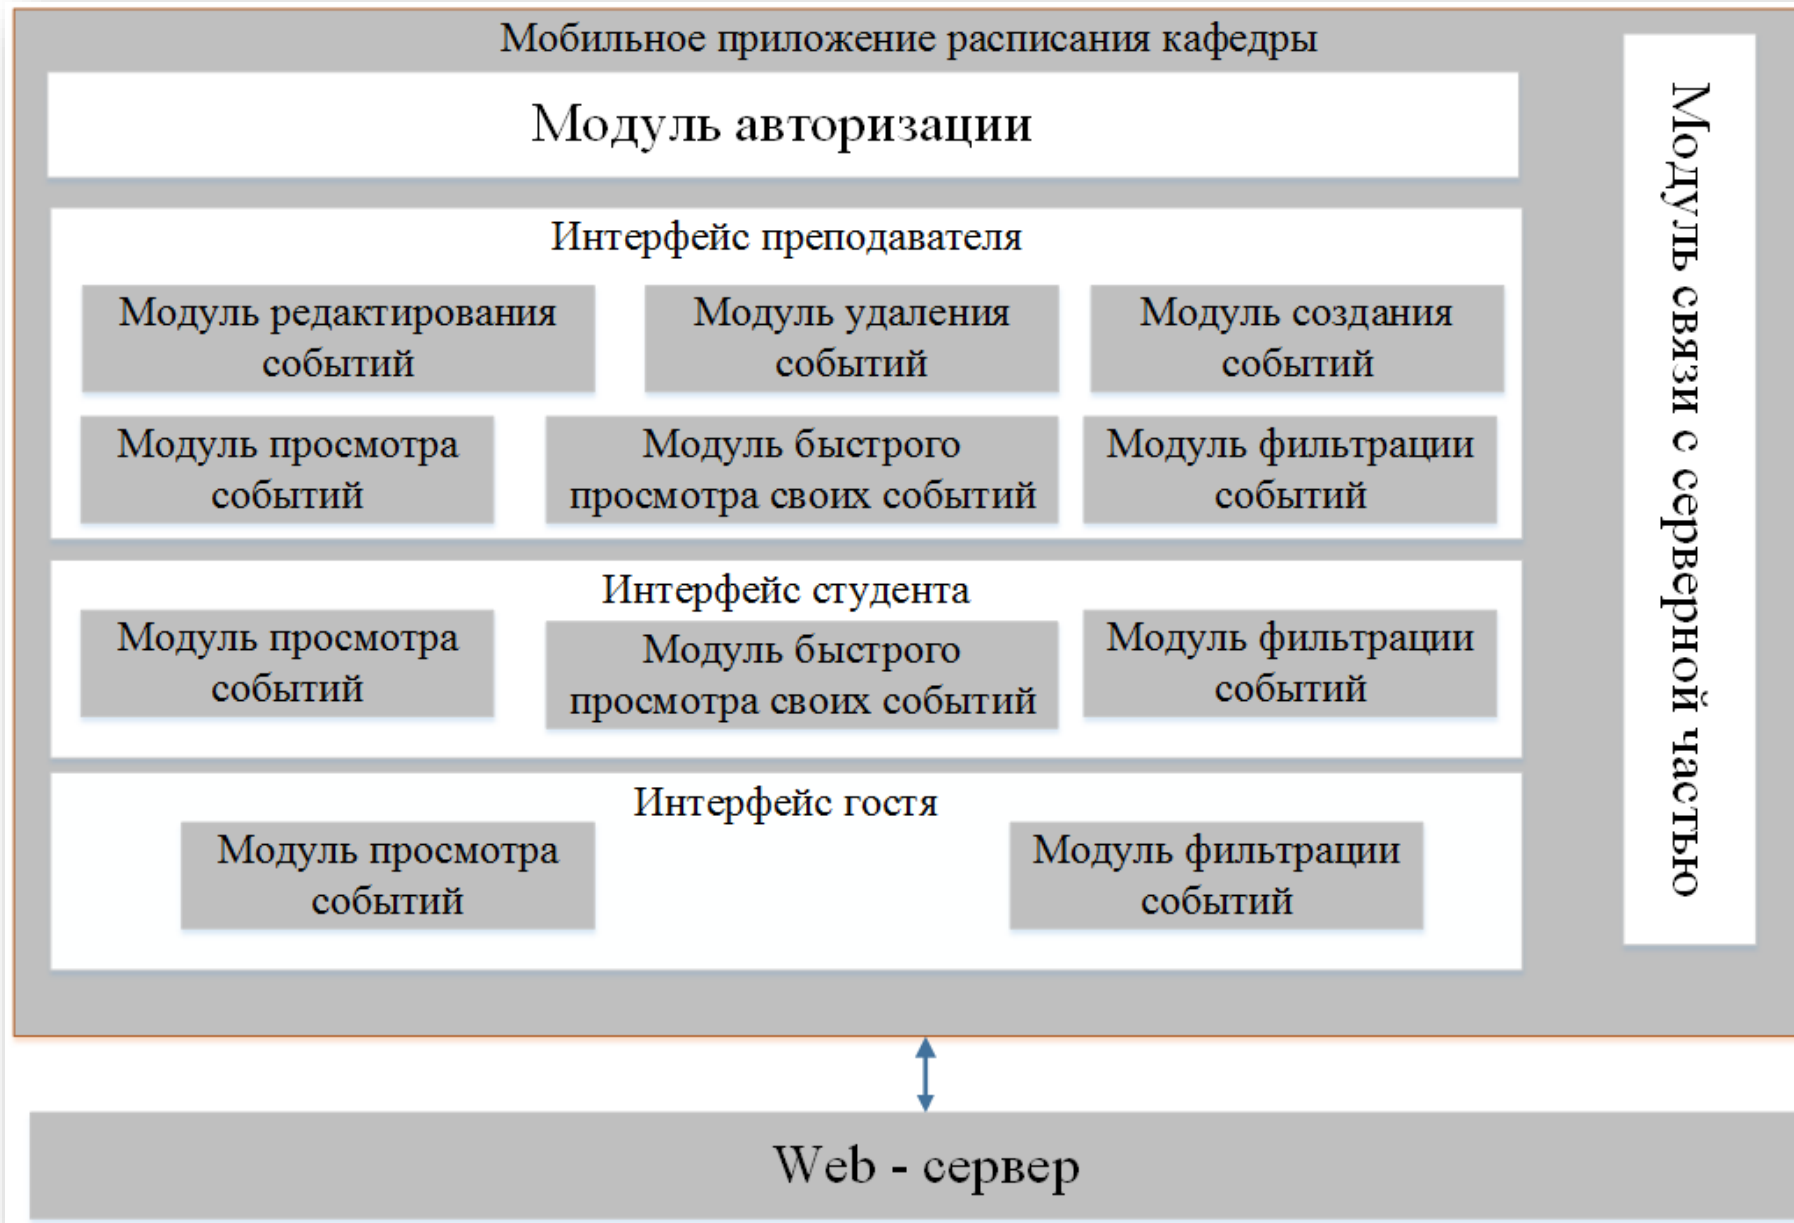 Мобильное приложение расписания кафедры
Модуль авторизации
Интерфейс преподавателя
Модуль редактирования
событий
Модуль удаления
событий
Модуль создания
событий
Модуль просмотра
событий
Модуль быстрого
просмотра своих событий
Модуль фильтрации
событий
Интерфейс студента
Модуль просмотра
событий
Модуль быстрого
просмотра своих событий
Модуль фильтрации
событий
Интерфейс гостя
Модуль просмотра
событий
Модуль фильтрации
событий
Модуль связи с серверной частью
Web - сервер